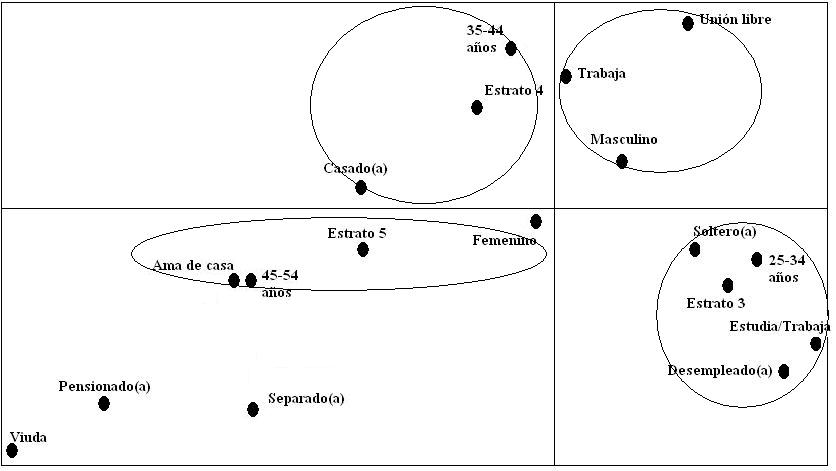 Unión libre
35-44
años
Trabaja
Estrato 4
Masculino
Casado(a)
Estrato 5
Femenino
Soltero(a)
Ama de casa
45-54
años
25-34
años
Estrato 3
Estudia/Trabaja
Desempleado(a)
Pensionado(a)
Separado(a)
Viuda